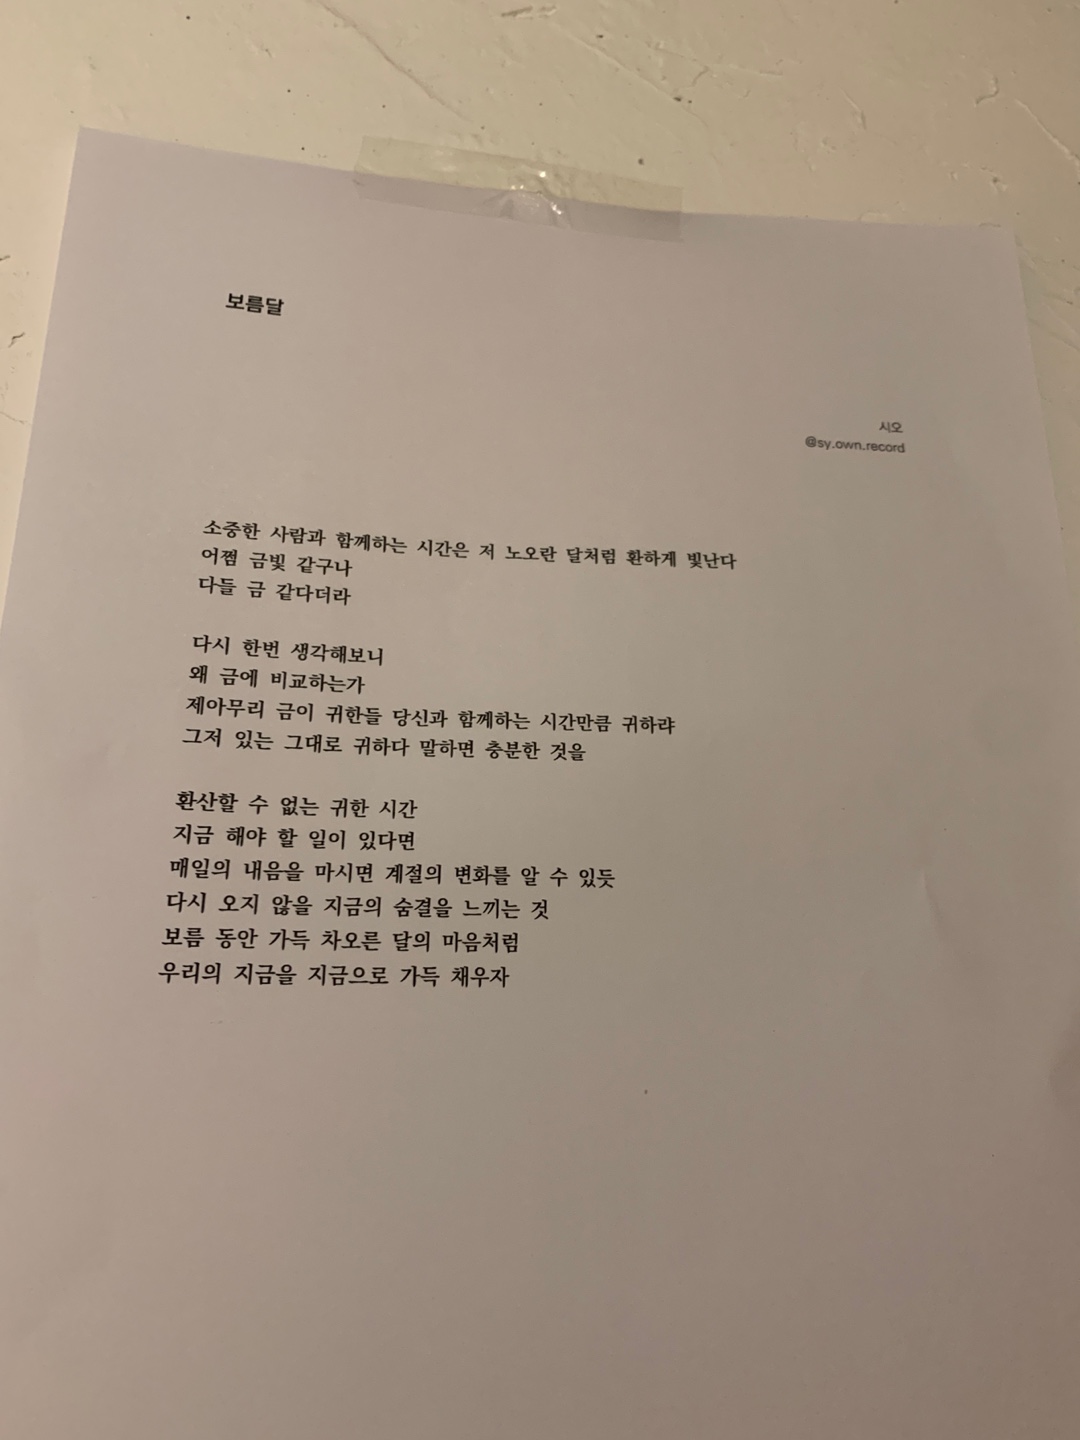 보름달
시오
@sy.own.record
소중한 사람과 함께하는 시간은 저 노오란 달처럼 환하게 빛난다
어쩜 금빛 같구나
다들 금 같다더라
다시 한번 생각해보니
왜 금에 비교하는가
제아무리 금이 귀한들 당신과 함께하는 시간만큼 귀하랴
그저 있는 그대로 귀하다 말하면 충분한 것을
환산할 수 없는 귀한 시간
지금 해야 할 일이 있다면
매일의 내음을 마시면 계절의 변화를 알 수 있듯
다시 오지 않을 지금의 숨결을 느끼는 것
보름 동안 가득 차오른 달의 마음처럼
우리의 지금을 지금으로 가득 채우자